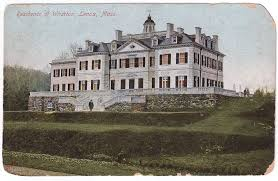 Residence of Wharton, Lenox, Mass.